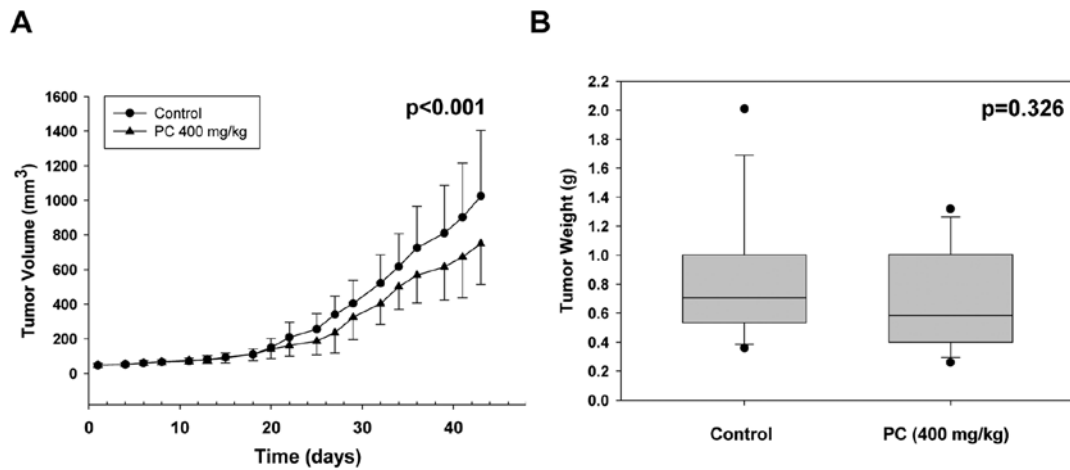 A
B
p<0.001
Control
PC 400 mg/kg
Tumor Volume (mm³)
1600
1400
1200
1000
800
600
400
200
0
0
10
20
30
40
Time (days)
p=0.326
Tumor Weight (g)
2.2
2.0
1.8
1.6
1.4
1.2
1.0
0.8
0.6
0.4
0.2
0.0
Control
PC (400 mg/kg)